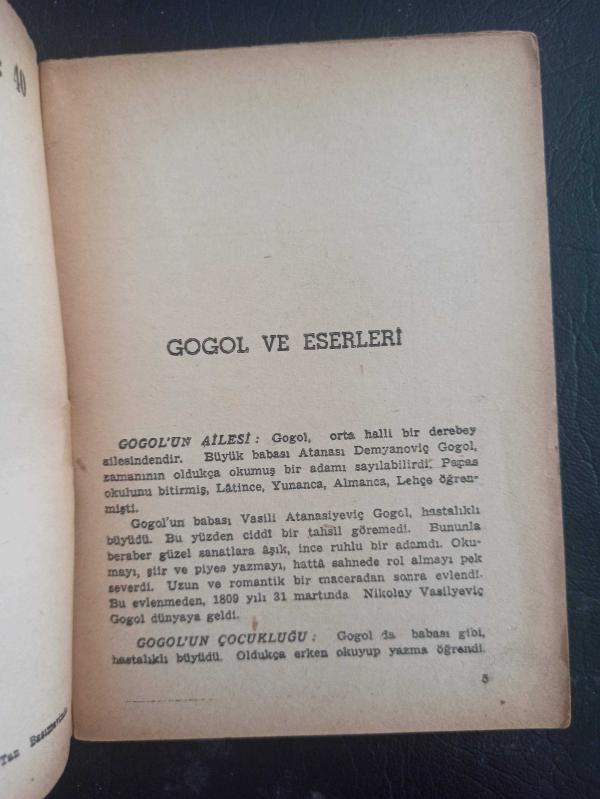 40
Tan Basımevi
GOGOL VE ESERLERİ
GOGOL'UN AİLESİ: Gogol, orta halli bir derebey
ailesindendir. Büyük babası Atanası Demyanoviç Gogol,
zamanının oldukça okumuş bir adamı sayılabilirdi. Papas
okulunu bitirmiş, Lâtince, Yunanca, Almanca, Lehçe öğren-
mişti.
Gogol'un babası Vasili Atanasiyeviç Gogol, hastalıklı
büyüdü. Bu yüzden ciddî bir tahsil göremedi. Bununla
beraber güzel sanatlara âşık, ince ruhlu bir adamdı. Oku-
mayı, şiir ve piyes yazmayı, hattâ sahnede rol almayı pek
severdi. Uzun ve romantik bir maceradan sonra evlendi.
Bu evlenmeden, 1809 yılı 31 martında Nikolay Vasilyeviç
Gogol dünyaya geldi.
GOGOL'UN ÇOCUKLUĞU: Gogol da babası gibi,
hastalıklı büyüdü. Oldukça erken okuyup yazma öğrendi.
5